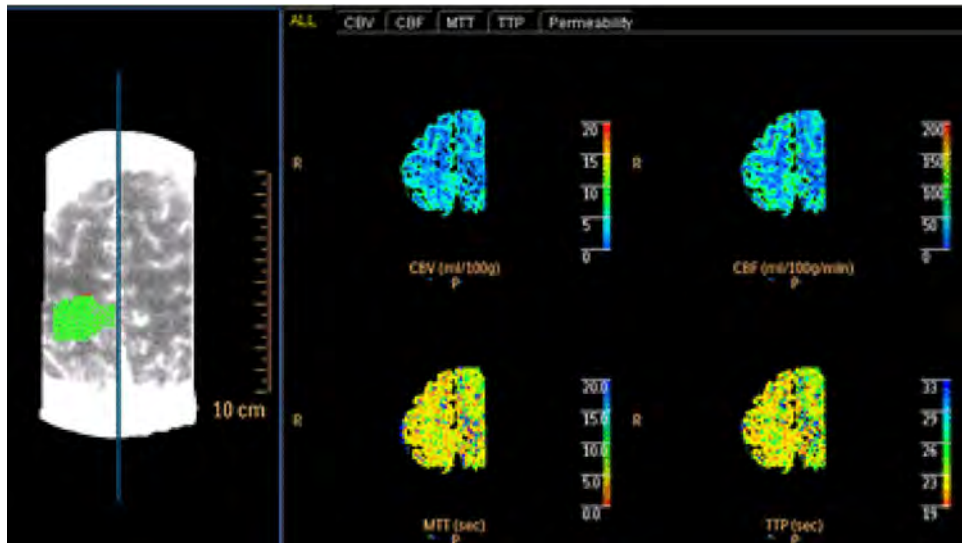 ALL CBV CBF MTT TTP Permeability
R
20
15
10
5
0
CBV (ml/100g)
P
R
200
150
100
50
0
CBF (ml/100g/min)
P
10 cm
R
20.0
15.0
10.0
5.0
0.0
MTT (sec)
P
R
33
29
26
23
19
TTP (sec)
P